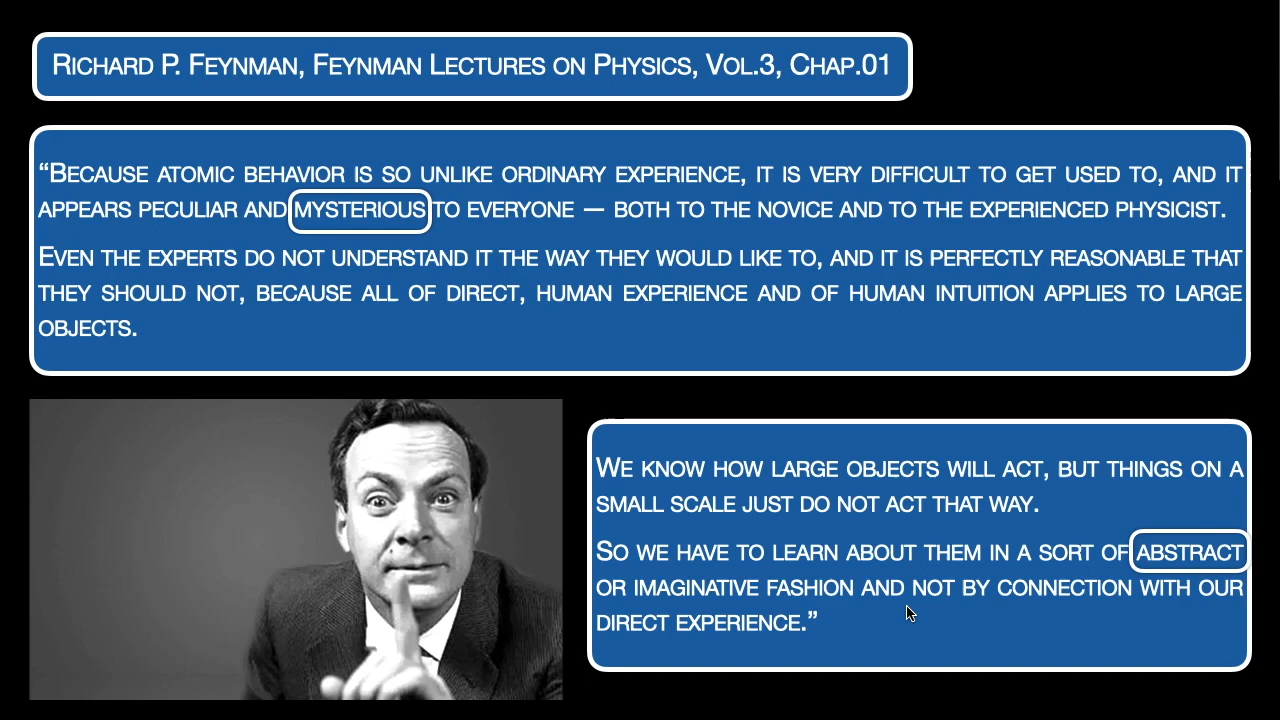 Richard P. Feynman, Feynman Lectures on Physics, Vol.3, Chap.01
“Because atomic behavior is so unlike ordinary experience, it is very difficult to get used to, and it
appears peculiar and mysterious to everyone — both to the novice and to the experienced physicist.
Even the experts do not understand it the way they would like to, and it is perfectly reasonable that
they should not, because all of direct, human experience and of human intuition applies to large
objects.
We know how large objects will act, but things on a
small scale just do not act that way.
So we have to learn about them in a sort of abstract
or imaginative fashion and not by connection with our
direct experience.”